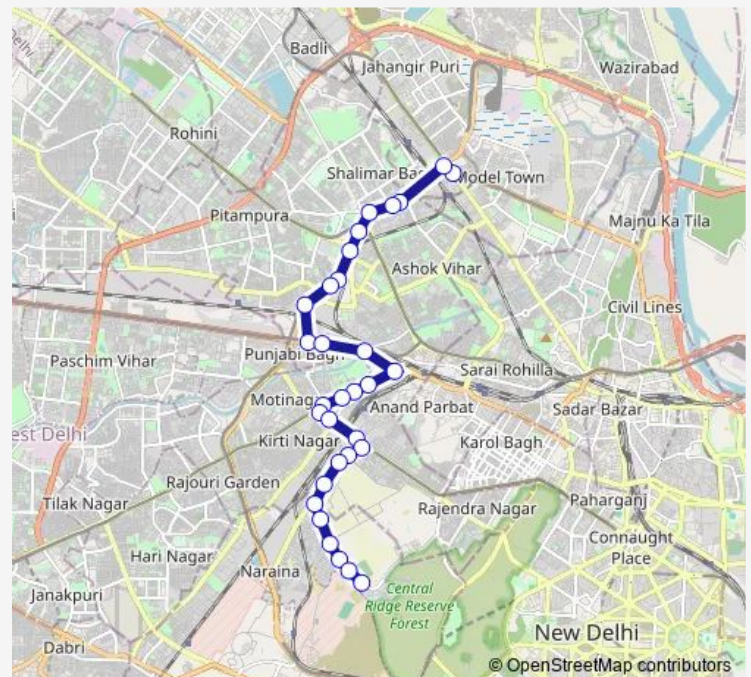 Badli
Jahangir Puri
Wazirabad
Delhi
Rohini
Shalimar Ba
Model Town
Pitampura
Majnu Ka Tila
Ashok Vihar
Civil Lines
Punjabi Bagh
Paschim Vihar
Sarai Rohilla
Motinaga
Anand Parbat
Sadar Bazar
est Delhi
Kirti Nagar
Karol Bagh
Rajouri Garden
Tilak Nagar
Rajendra Nagar
Paharganj
Connaught
Place
Hari Nagar
Naraina
Central
Ridge Reserve
Forest
Janakpuri
New Delhi
Dabri
© OpenStreetMap contributors